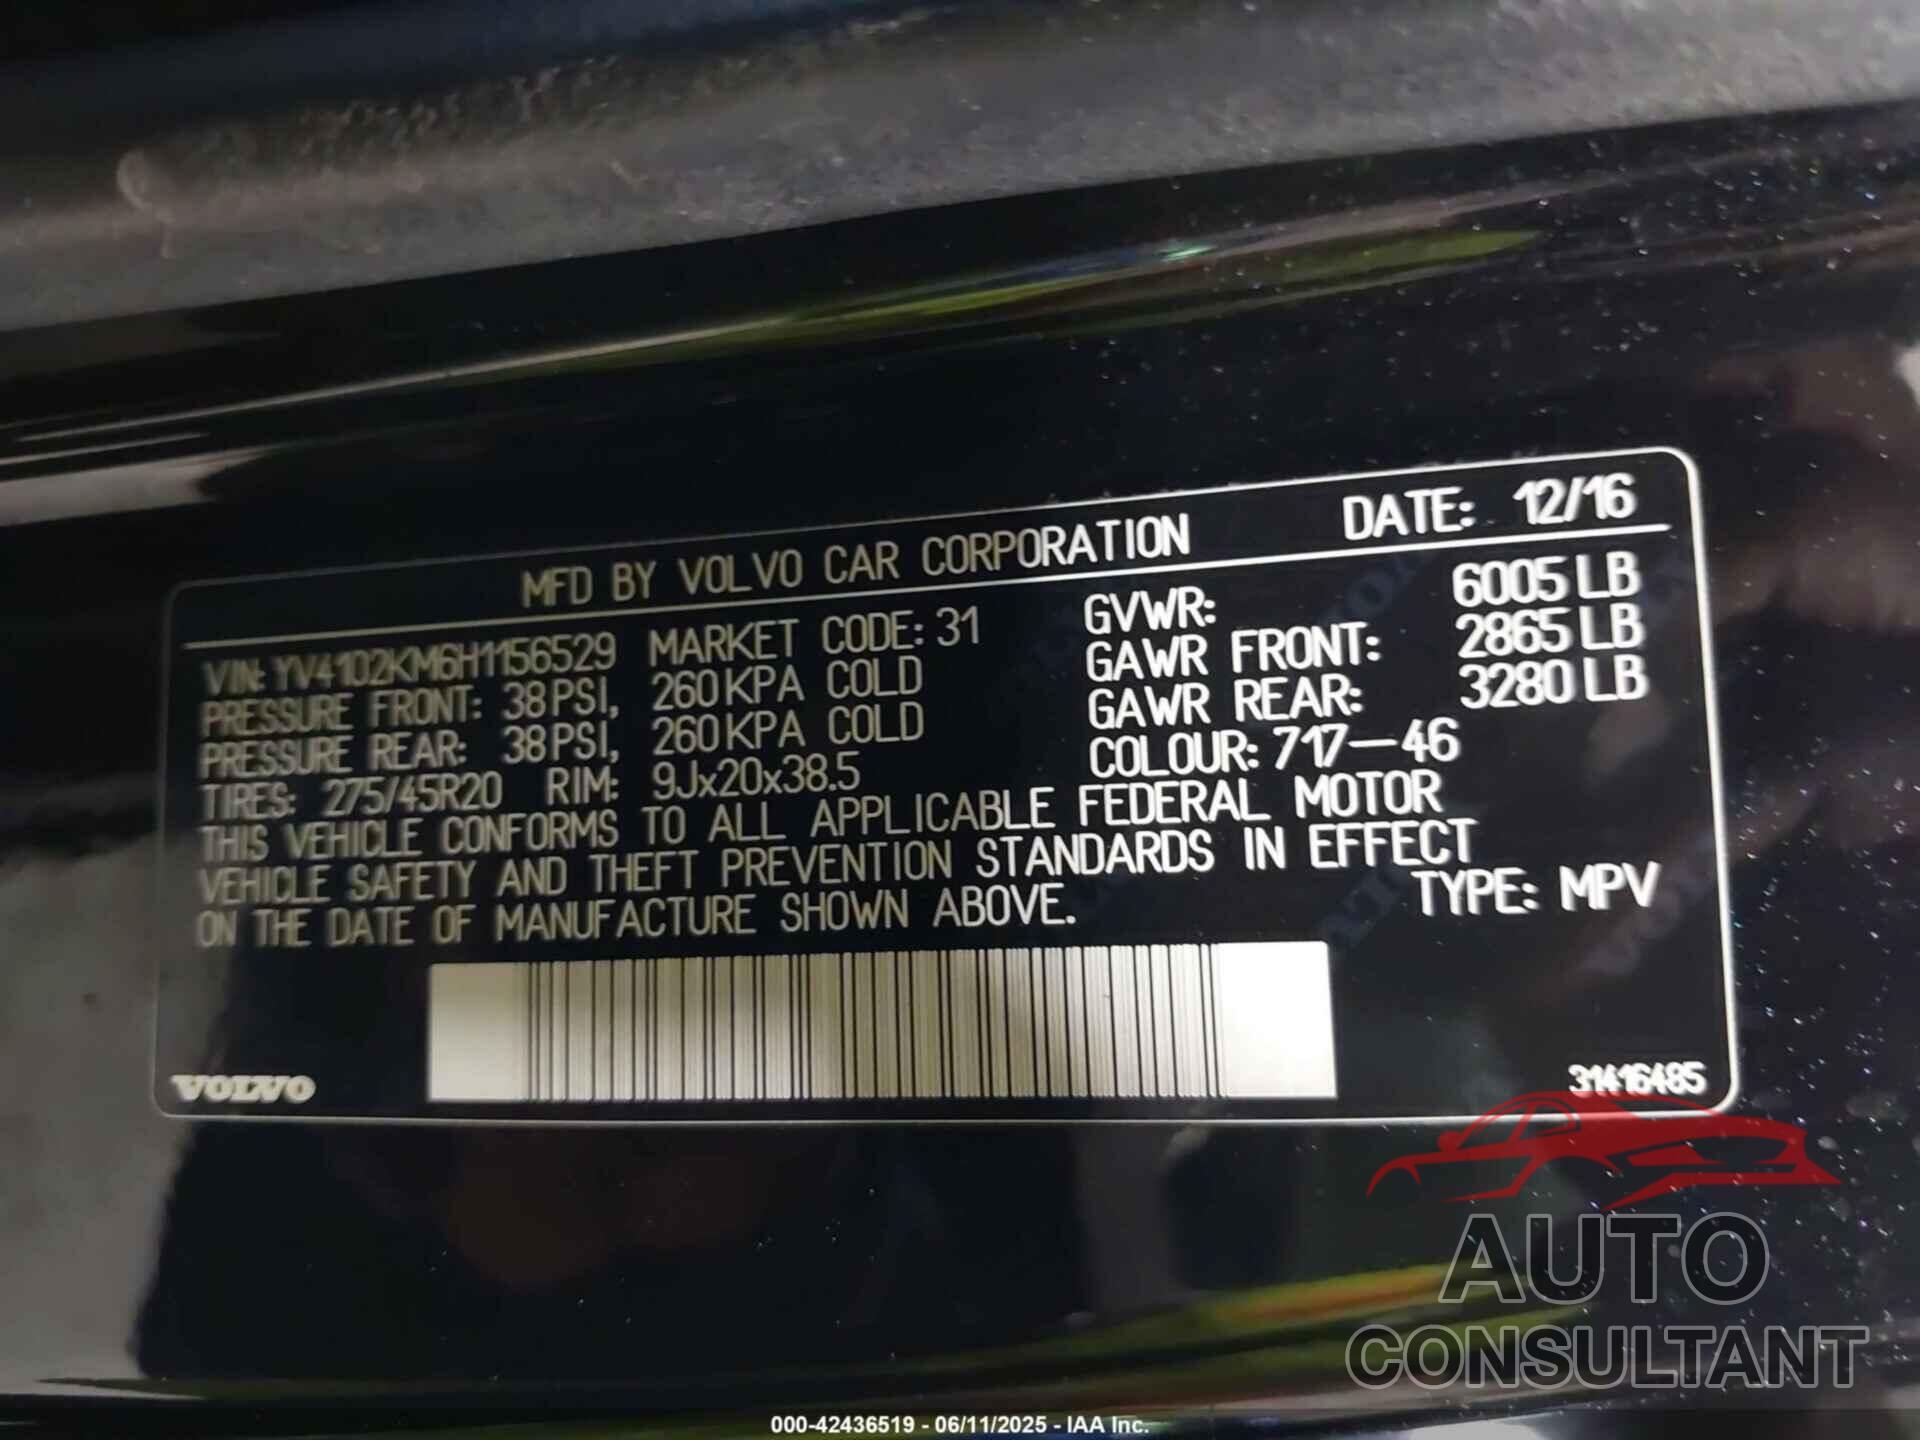 MFD BY VOLVO CAR CORPORATION DATE: 12/16
VIN: YV4102KM6H1156529 MARKET CODE: 31 GVWR: 6005 LB
PRESSURE FRONT: 38 PSI, 260 KPA COLD GAWR FRONT: 2865 LB
PRESSURE REAR: 38 PSI, 260 KPA COLD GAWR REAR: 3280 LB
TIRES: 275/45R20 RIM: 9Jx20x38.5 COLOUR: 717-46
THIS VEHICLE CONFORMS TO ALL APPLICABLE FEDERAL MOTOR
VEHICLE SAFETY AND THEFT PREVENTION STANDARDS IN EFFECT
ON THE DATE OF MANUFACTURE SHOWN ABOVE. TYPE: MPV
VOLVO 31416485
AUTO
CONSULTANT
000-42436519 - 06/11/2025 - IAA Inc.